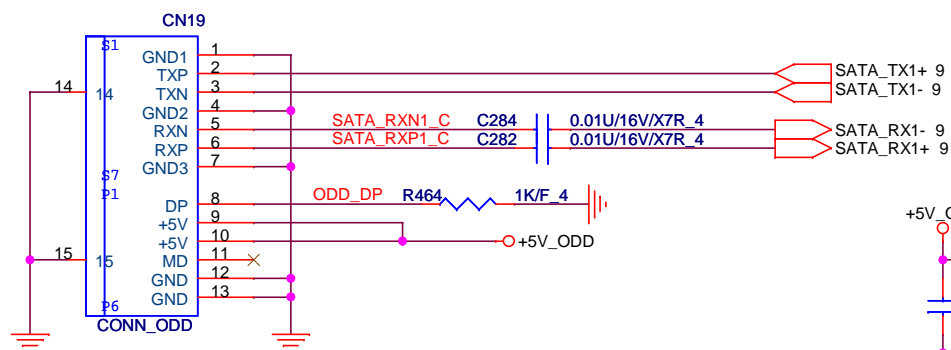 CN19
S1
GND1 1
TXP 2 SATA_TX1+ 9
14 14 TXN 3 SATA_TX1- 9
GND2 4
RXN 5 SATA_RXN1_C C284 0.01U/16V/X7R_4 SATA_RX1- 9
RXP 6 SATA_RXP1_C C282 0.01U/16V/X7R_4 SATA_RX1+ 9
GND3 7
S7
P1
DP 8 ODD_DP R464 1K/F_4
+5V 9
+5V 10 +5V_ODD
15 15 MD 11
GND 12
GND 13
P6
CONN_ODD